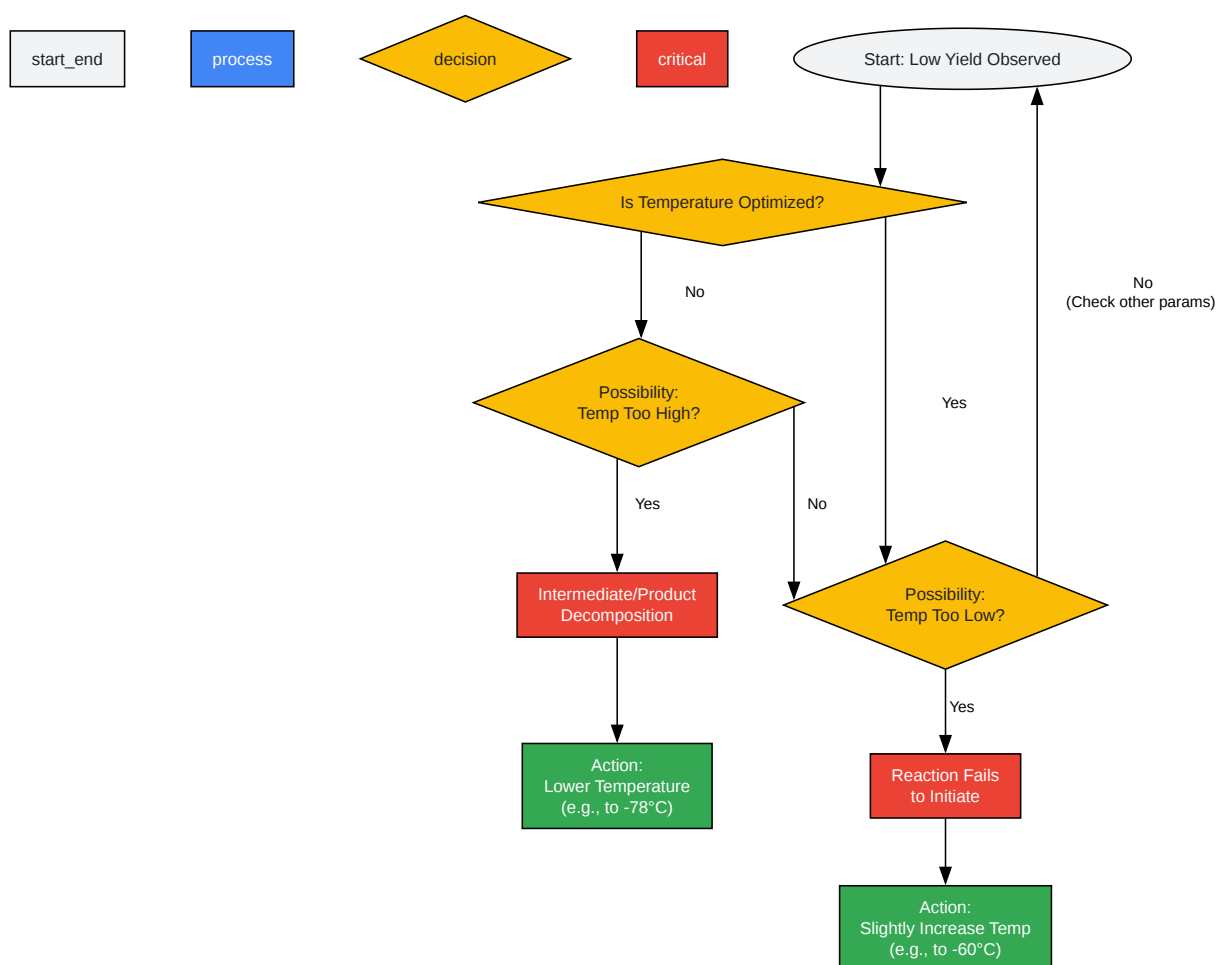 start_end
process
decision
critical
Start: Low Yield Observed
Is Temperature Optimized?
No
No
(Check other params)
Possibility:
Temp Too High?
Yes
Yes
No
Intermediate/Product
Decomposition
Possibility:
Temp Too Low?
Yes
Action:
Lower Temperature
(e.g., to -78°C)
Reaction Fails
to Initiate
Action:
Slightly Increase Temp
(e.g., to -60°C)